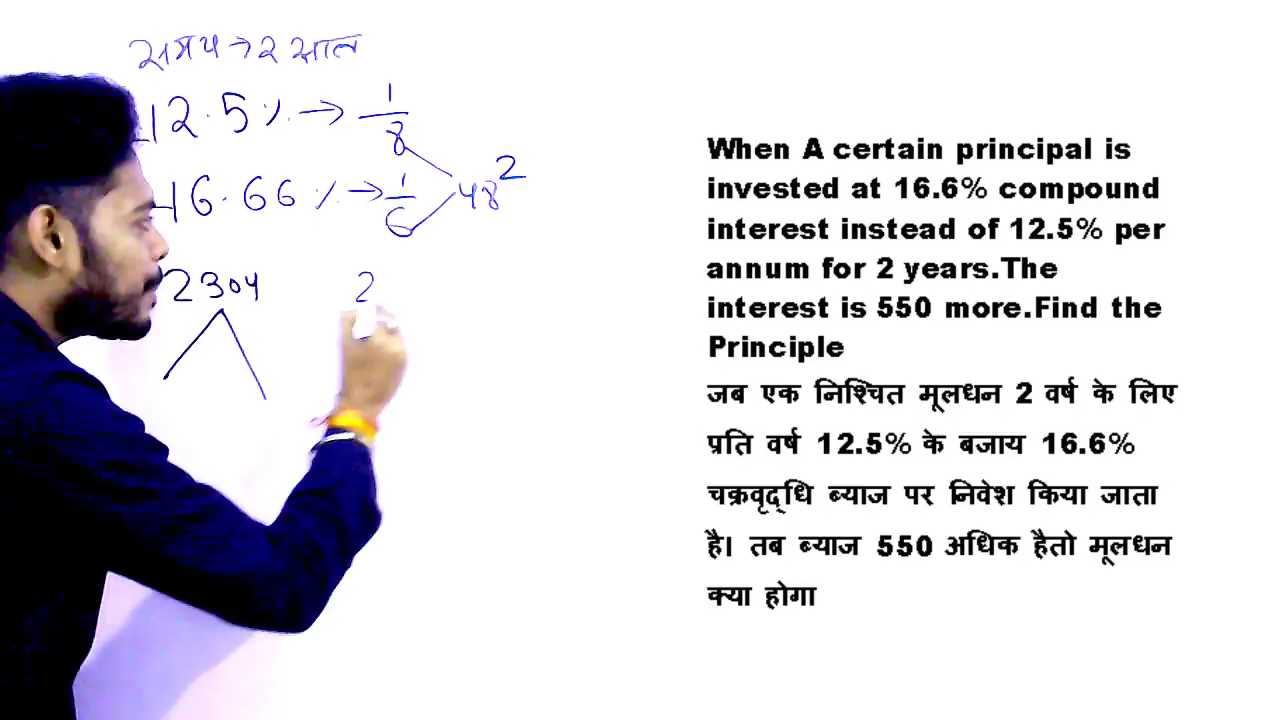 समय → २ साल
12.5% → 1/8
16.66% → 1/6
48²
2304
2
When A certain principal is
invested at 16.6% compound
interest instead of 12.5% per
annum for 2 years.The
interest is 550 more.Find the
Principle
जब एक निश्चित मूलधन 2 वर्ष के लिए
प्रति वर्ष 12.5% के बजाय 16.6%
चक्रवृद्धि ब्याज पर निवेश किया जाता
है। तब ब्याज 550 अधिक हैतो मूलधन
क्या होगा